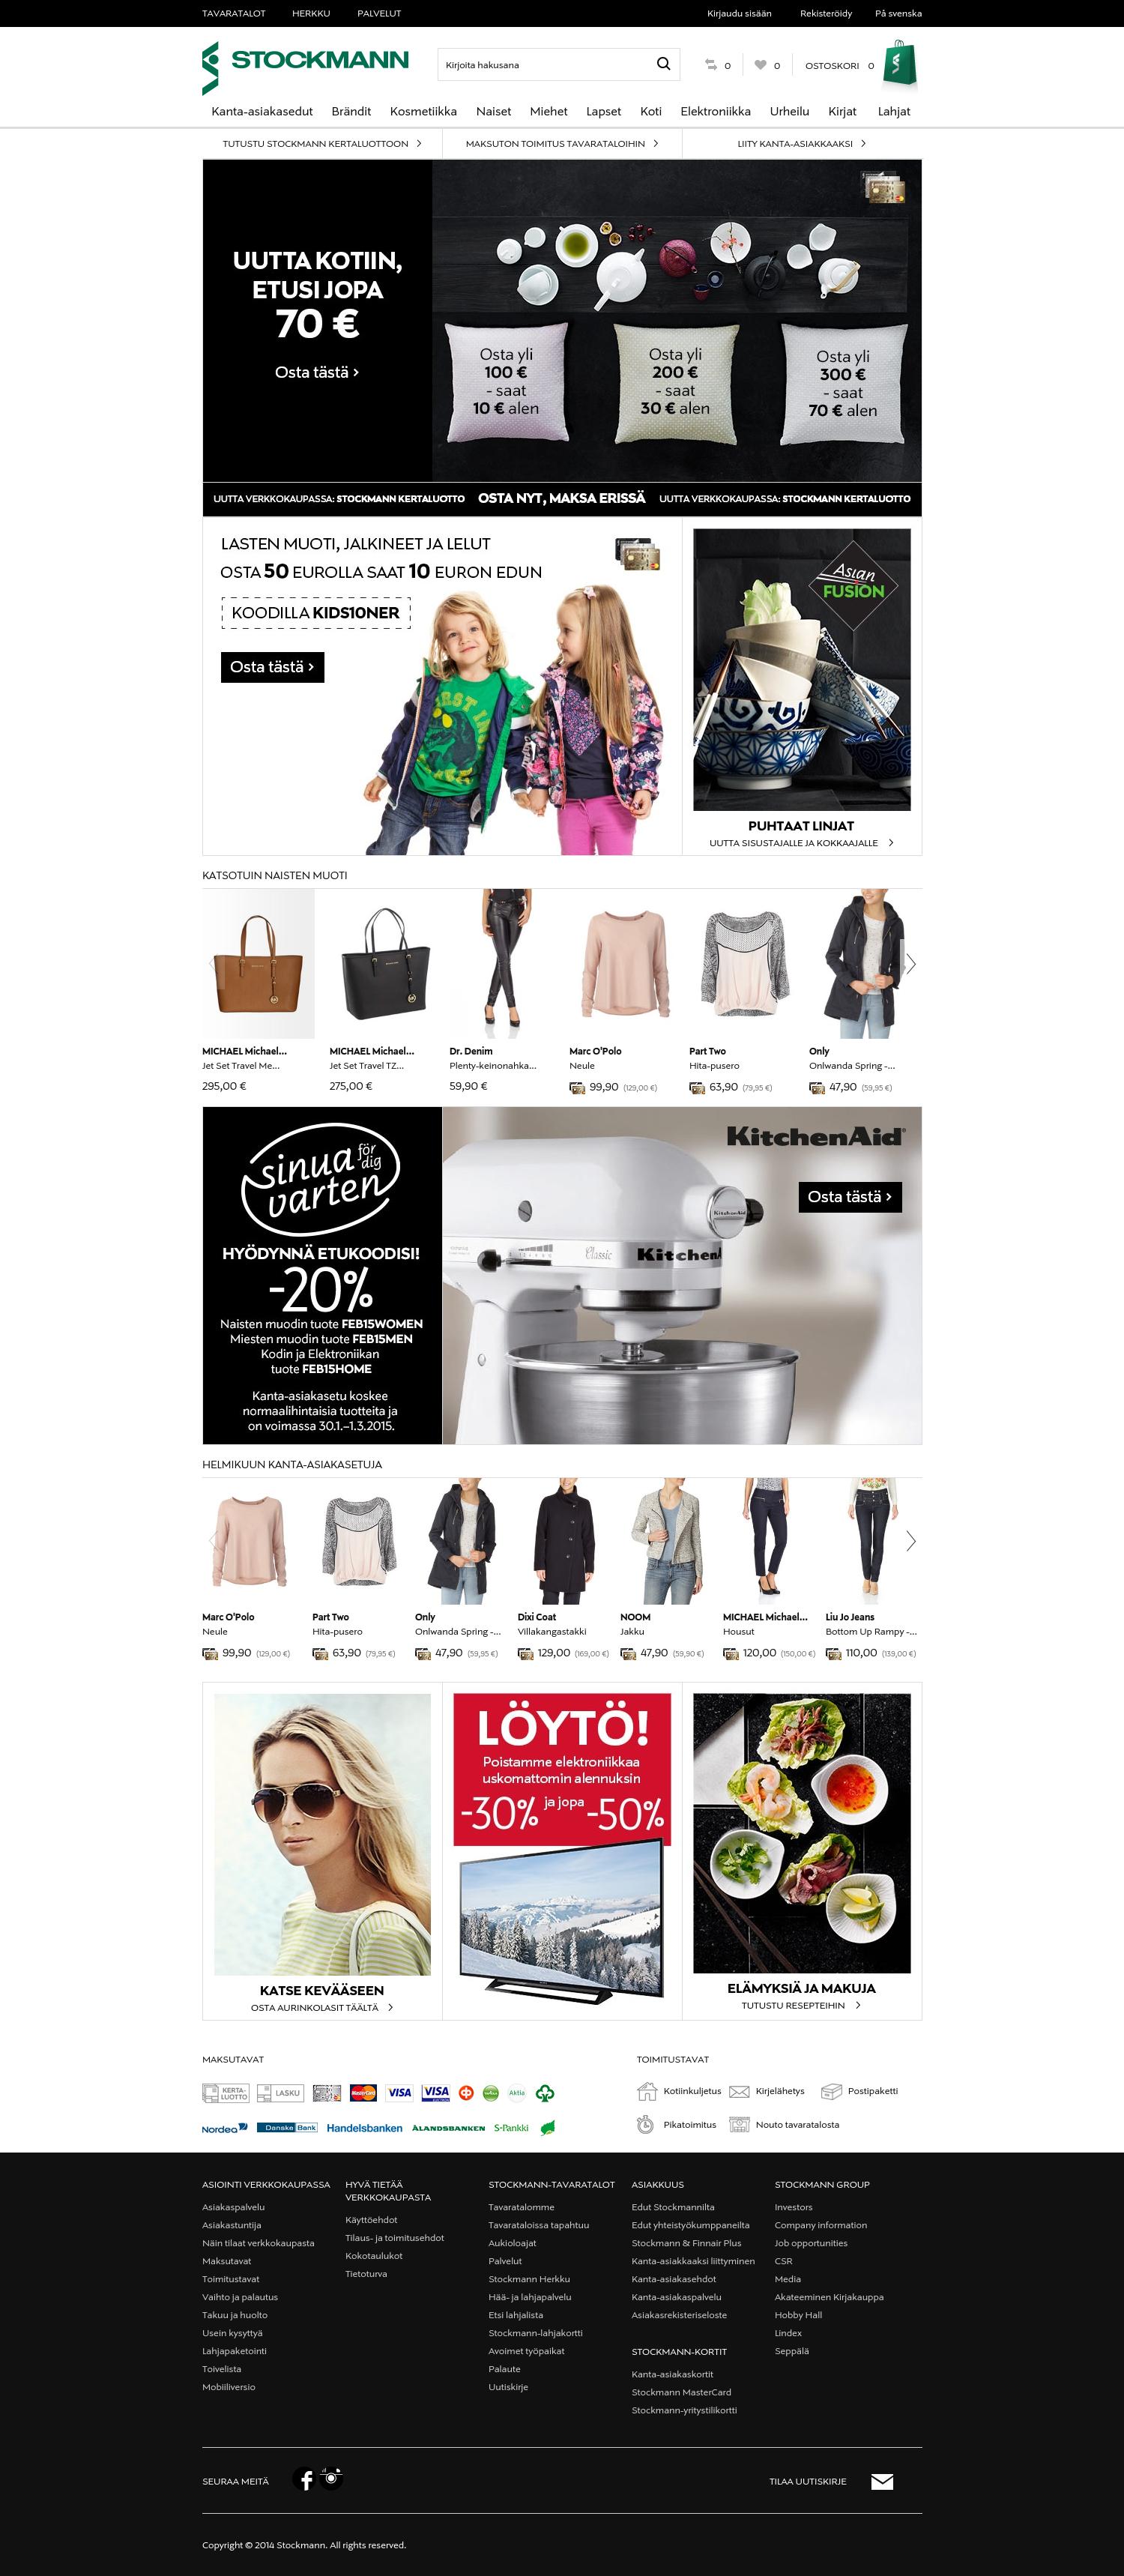 TAVARATALOT HERKKU PALVELUT Kirjaudu sisään Rekisteröidy På svenska
STOCKMANN
Kirjoita hakusana
0 0 OSTOSKORI 0
Kanta-asiakasedut Brändit Kosmetiikka Naiset Miehet Lapset Koti Elektroniikka Urheilu Kirjat Lahjat
TUTUSTU STOCKMANN KERTALUOTTOON MAKSUTON TOIMITUS TAVARATALOIHIN LIITY KANTA-ASIAKKAAKSI
UUTTA KOTIIN,
ETUSI JOPA
70 €
Osta tästä >
Osta yli
100 €
- saat
10 € alen
Osta yli
200 €
- saat
30 € alen
Osta yli
300 €
- saat
70 € alen
UUTTA VERKKOKAUPASSA: STOCKMANN KERTALUOTTO OSTA NYT, MAKSA ERISSÄ UUTTA VERKKOKAUPASSA: STOCKMANN KERTALUOTTO
LASTEN MUOTI, JALKINEET JA LELUT
OSTA 50 EUROLLA SAAT 10 EURON EDUN
KOODILLA KIDS10NER
Osta tästä >
Asian
FUSION
PUHTAAT LINJAT
UUTTA SISUSTAJALLE JA KOKKAAJALLE
KATSOTUIN NAISTEN MUOTI
MICHAEL Michael...
Jet Set Travel Me...
295,00 €
MICHAEL Michael...
Jet Set Travel TZ...
275,00 €
Dr. Denim
Plenty-keinonahka...
59,90 €
Marc O'Polo
Neule
99,90 (129,00 €)
Part Two
Hita-pusero
63,90 (79,95 €)
Only
Onlwanda Spring -...
47,90 (59,95 €)
sinua för dig
varten
HYÖDYNNÄ ETUKOODISI!
-20%
Naisten muodin tuote FEB15WOMEN
Miesten muodin tuote FEB15MEN
Kodin ja Elektroniikan
tuote FEB15HOME
Kanta-asiakasetu koskee
normaalihintaisia tuotteita ja
on voimassa 30.1.–1.3.2015.
KitchenAid®
Osta tästä >
KitchenAid
Classic KitchenA
HELMIKUUN KANTA-ASIAKASETUJA
Marc O'Polo
Neule
99,90 (129,00 €)
Part Two
Hita-pusero
63,90 (79,95 €)
Only
Onlwanda Spring -...
47,90 (59,95 €)
Dixi Coat
Villakangastakki
129,00 (169,00 €)
NOOM
Jakku
47,90 (59,90 €)
MICHAEL Michael...
Housut
120,00 (150,00 €)
Liu Jo Jeans
Bottom Up Rampy -...
110,00 (139,00 €)
KATSE KEVÄÄSEEN
OSTA AURINKOLASIT TÄÄLTÄ
LÖYTÖ!
Poistamme elektroniikkaa
uskomattomin alennuksin
-30% ja jopa -50%
ELÄMYKSIÄ JA MAKUJA
TUTUSTU RESEPTEIHIN
MAKSUTAVAT
KERTA-
LUOTTO
LASKU
MasterCard VISA VISA Aktia
Nordea Danske Bank Handelsbanken ÅLANDSBANKEN S-Pankki
TOIMITUSTAVAT
Kotiinkuljetus Kirjelähetys Postipaketti
Pikatoimitus Nouto tavaratalosta
ASIOINTI VERKKOKAUPASSA
Asiakaspalvelu
Asiakastuntija
Näin tilaat verkkokaupasta
Maksutavat
Toimitustavat
Vaihto ja palautus
Takuu ja huolto
Usein kysyttyä
Lahjapaketointi
Toivelista
Mobiiliversio
HYVÄ TIETÄÄ
VERKKOKAUPASTA
Käyttöehdot
Tilaus- ja toimitusehdot
Kokotaulukot
Tietoturva
STOCKMANN-TAVARATALOT
Tavaratalomme
Tavarataloissa tapahtuu
Aukioloajat
Palvelut
Stockmann Herkku
Hää- ja lahjapalvelu
Etsi lahjalista
Stockmann-lahjakortti
Avoimet työpaikat
Palaute
Uutiskirje
ASIAKKUUS
Edut Stockmannilta
Edut yhteistyökumppaneilta
Stockmann & Finnair Plus
Kanta-asiakkaaksi liittyminen
Kanta-asiakasehdot
Kanta-asiakaspalvelu
Asiakasrekisteriseloste
STOCKMANN-KORTIT
Kanta-asiakaskortit
Stockmann MasterCard
Stockmann-yritystilikortti
STOCKMANN GROUP
Investors
Company information
Job opportunities
CSR
Media
Akateeminen Kirjakauppa
Hobby Hall
Lindex
Seppälä
SEURAA MEITÄ
TILAA UUTISKIRJE
Copyright © 2014 Stockmann. All rights reserved.